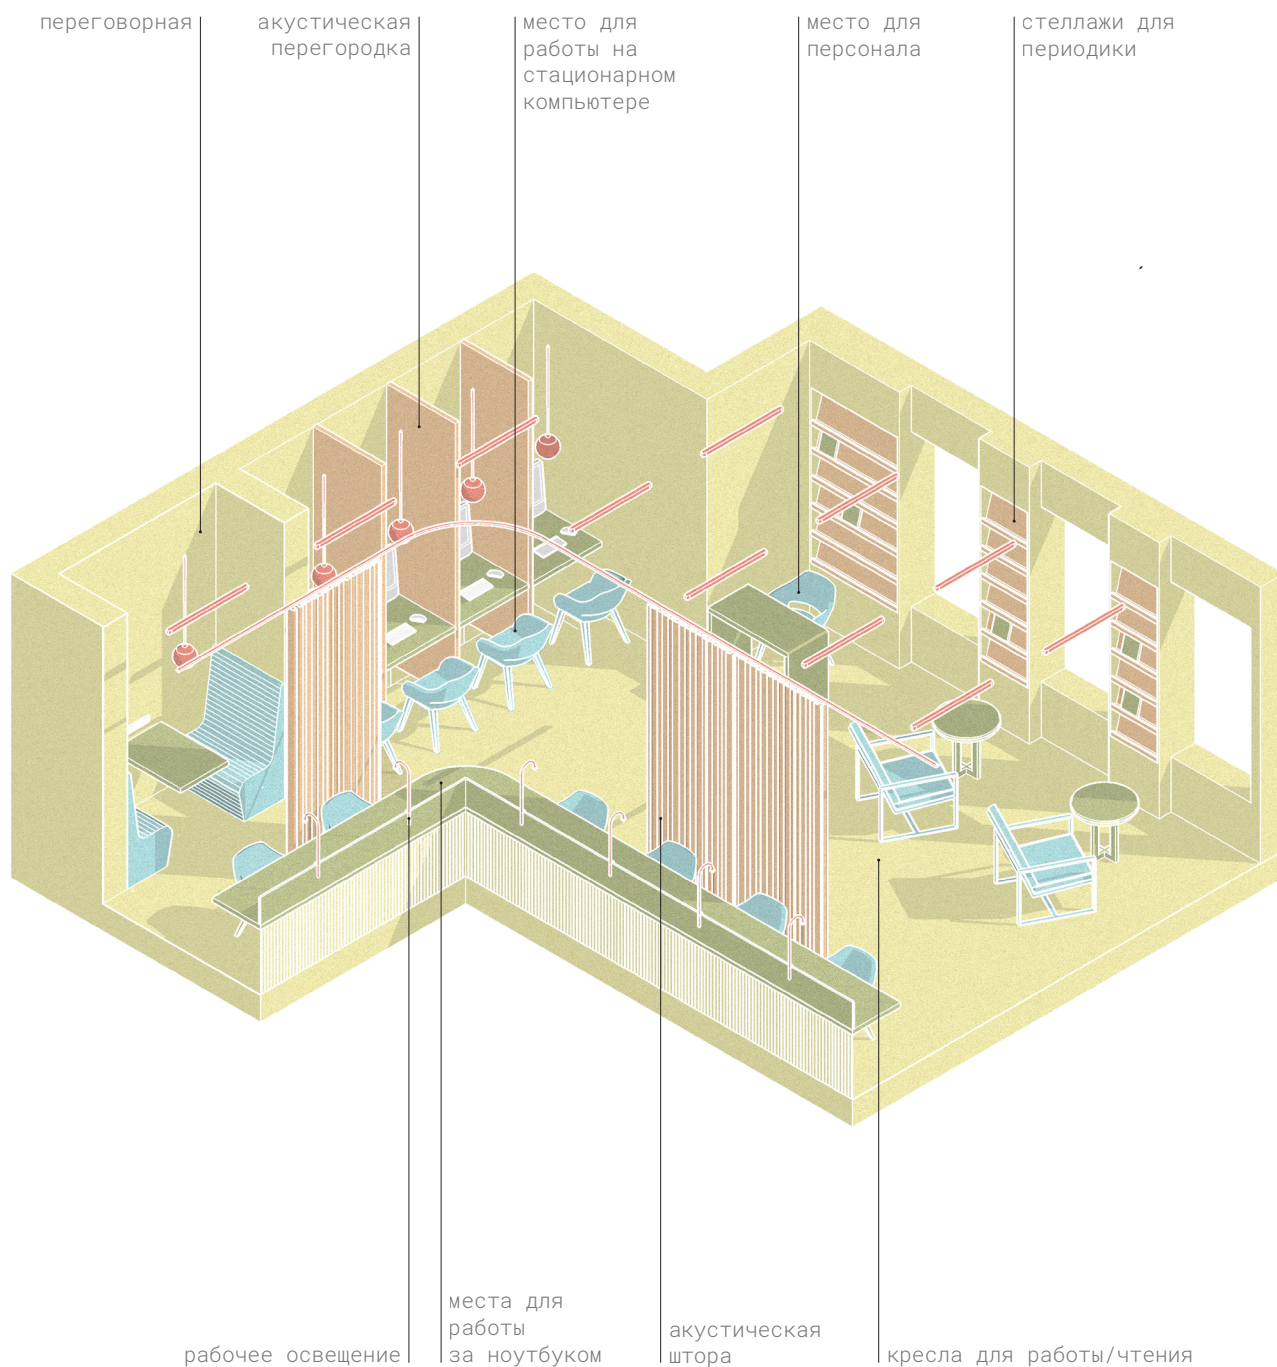 переговорная
акустическая
перегородка
место для
работы на
стационарном
компьютере
место для
персонала
стеллажи для
периодики
рабочее освещение
места для
работы
за ноутбуком
акустическая
штора
кресла для работы/чтения